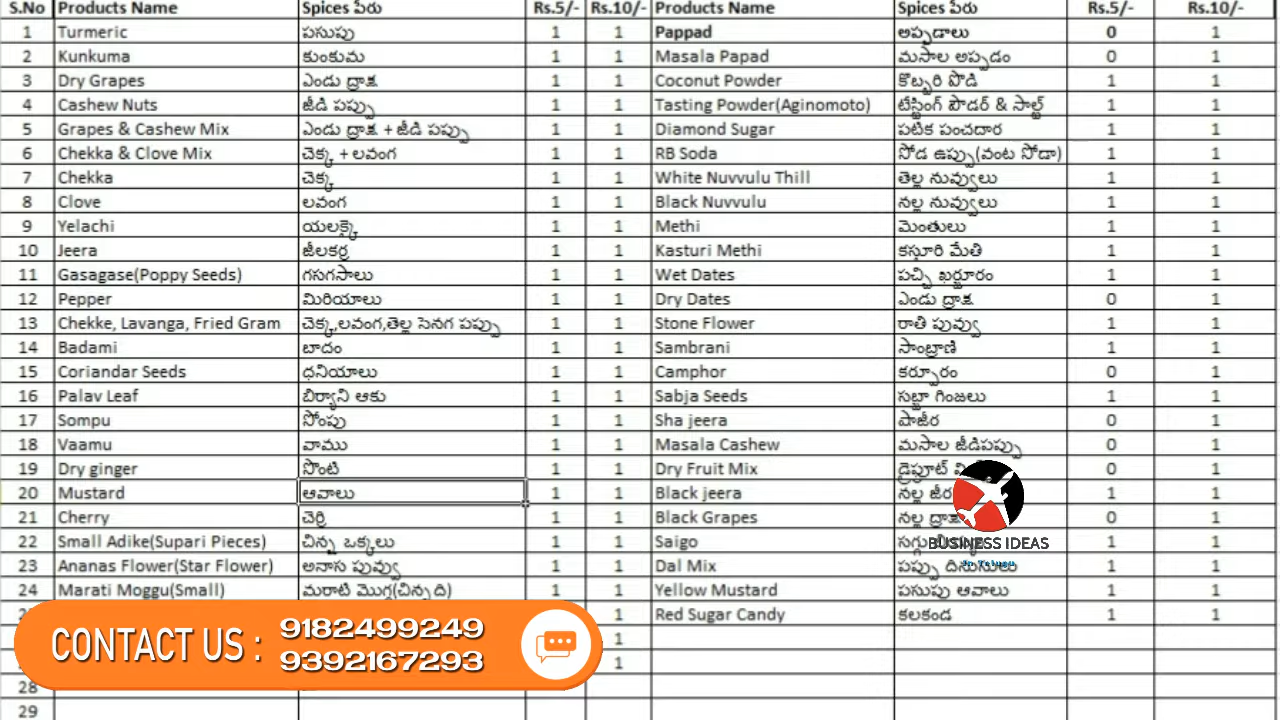 S.No Products Name Spices పేరు Rs.5/- Rs.10/- Products Name Spices పేరు Rs.5/- Rs.10/-
1 Turmeric పసుపు 1 1 Pappad అప్పడాలు 0 1
2 Kunkuma కుంకుమ 1 1 Masala Papad మసాల అప్పడం 0 1
3 Dry Grapes ఎండు ద్రాక్ష 1 1 Coconut Powder కొబ్బరి పొడి 1 1
4 Cashew Nuts జీడి పప్పు 1 1 Tasting Powder(Aginomoto) టేస్టింగ్ పౌడర్ & సాల్ట్ 1 1
5 Grapes & Cashew Mix ఎండు ద్రాక్ష + జీడి పప్పు 1 1 Diamond Sugar పటిక పంచదార 1 1
6 Chekka & Clove Mix చెక్క + లవంగ 1 1 RB Soda సోడ ఉప్పు(వంట సోడా) 1 1
7 Chekka చెక్క 1 1 White Nuvvulu Thill తెల్ల నువ్వులు 1 1
8 Clove లవంగ 1 1 Black Nuvvulu నల్ల నువ్వులు 1 1
9 Yelachi యలక్కై 1 1 Methi మెంతులు 1 1
10 Jeera జీలకర్ర 1 1 Kasturi Methi కస్తూరి మేతి 1 1
11 Gasagase(Poppy Seeds) గసగసాలు 1 1 Wet Dates పచ్చి ఖర్జూరం 1 1
12 Pepper మిరియాలు 1 1 Dry Dates ఎండు ద్రాక్ష 0 1
13 Chekke, Lavanga, Fried Gram చెక్క,లవంగ,తెల్ల సెనగ పప్పు 1 1 Stone Flower రాతి పువ్వు 1 1
14 Badami బాదం 1 1 Sambrani సాంబ్రాణి 1 1
15 Coriandar Seeds ధనియాలు 1 1 Camphor కర్పూరం 0 1
16 Palav Leaf బిర్యాని ఆకు 1 1 Sabja Seeds సబ్జా గింజలు 1 1
17 Sompu సోంపు 1 1 Sha jeera షాజీర 0 1
18 Vaamu వాము 1 1 Masala Cashew మసాల జీడిపప్పు 0 1
19 Dry ginger సొంటి 1 1 Dry Fruit Mix 0 1
20 Mustard ఆవాలు 1 1 Black jeera నల్ల జీర 1 1
21 Cherry చెర్రి 1 1 Black Grapes నల్ల 0 1
22 Small Adike(Supari Pieces) చిన్న ఒక్కలు 1 1 Saigo 1 1
BUSINESS IDEAS
In Telugu
23 Ananas Flower(Star Flower) అనాస పువ్వు 1 1 Dal Mix పప్పు దినుసులు 1 1
24 Marati Moggu(Small) మరాటి మొగ్గ(చిన్నది) 1 1 Yellow Mustard పసుపు ఆవాలు 1 1
1 Red Sugar Candy కలకండ 1 1
1
1
28
29
CONTACT US :
9182499249
9392167293